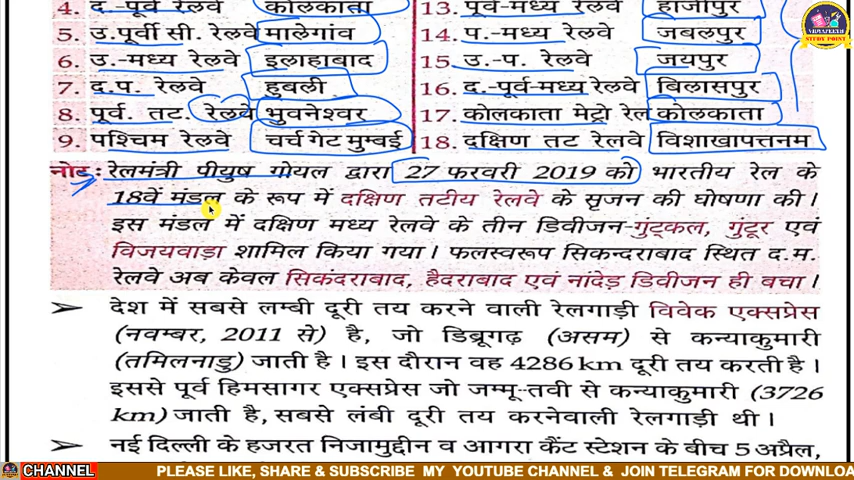 4. द.-पूर्व रेलवे कोलकाता 13. पूर्व-मध्य रेलवे हाजीपुर
5. उ.पूर्वी सी. रेलवे मालेगांव 14. प.-मध्य रेलवे जबलपुर
6. उ.-मध्य रेलवे इलाहाबाद 15. उ.-प. रेलवे जयपुर
7. द.प. रेलवे हुबली 16. द.-पूर्व-मध्य रेलवे बिलासपुर
8. पूर्व. तट. रेलवे भुवनेश्वर 17. कोलकाता मेट्रो रेल कोलकाता
9. पश्चिम रेलवे चर्च गेट मुम्बई 18. दक्षिण तट रेलवे विशाखापत्तनम
नोट: रेलमंत्री पीयुष गोयल द्वारा 27 फरवरी 2019 को भारतीय रेल के
18वें मंडल के रूप में दक्षिण तटीय रेलवे के सृजन की घोषणा की।
इस मंडल में दक्षिण मध्य रेलवे के तीन डिवीजन-गुट्कल, गुंटूर एवं
विजयवाड़ा शामिल किया गया। फलस्वरूप सिकन्दराबाद स्थित द.म.
रेलवे अब केवल सिकंदराबाद, हैदराबाद एवं नांदेड़ डिवीजन ही बचा।
➢ देश में सबसे लम्बी दूरी तय करने वाली रेलगाड़ी विवेक एक्सप्रेस
(नवम्बर, 2011 से) है, जो डिब्रूगढ़ (असम) से कन्याकुमारी
(तमिलनाडु) जाती है। इस दौरान वह 4286 km दूरी तय करती है।
इससे पूर्व हिमसागर एक्सप्रेस जो जम्मू-तवी से कन्याकुमारी (3726
km) जाती है, सबसे लंबी दूरी तय करनेवाली रेलगाड़ी थी।
➢ नई दिल्ली के हजरत निजामुद्दीन व आगरा कैंट स्टेशन के बीच 5 अप्रैल,
CHANNEL PLEASE LIKE, SHARE & SUBSCRIBE MY YOUTUBE CHANNEL & JOIN TELEGRAM FOR DOWNLOA
VIDYAPEETH
STUDY POINT